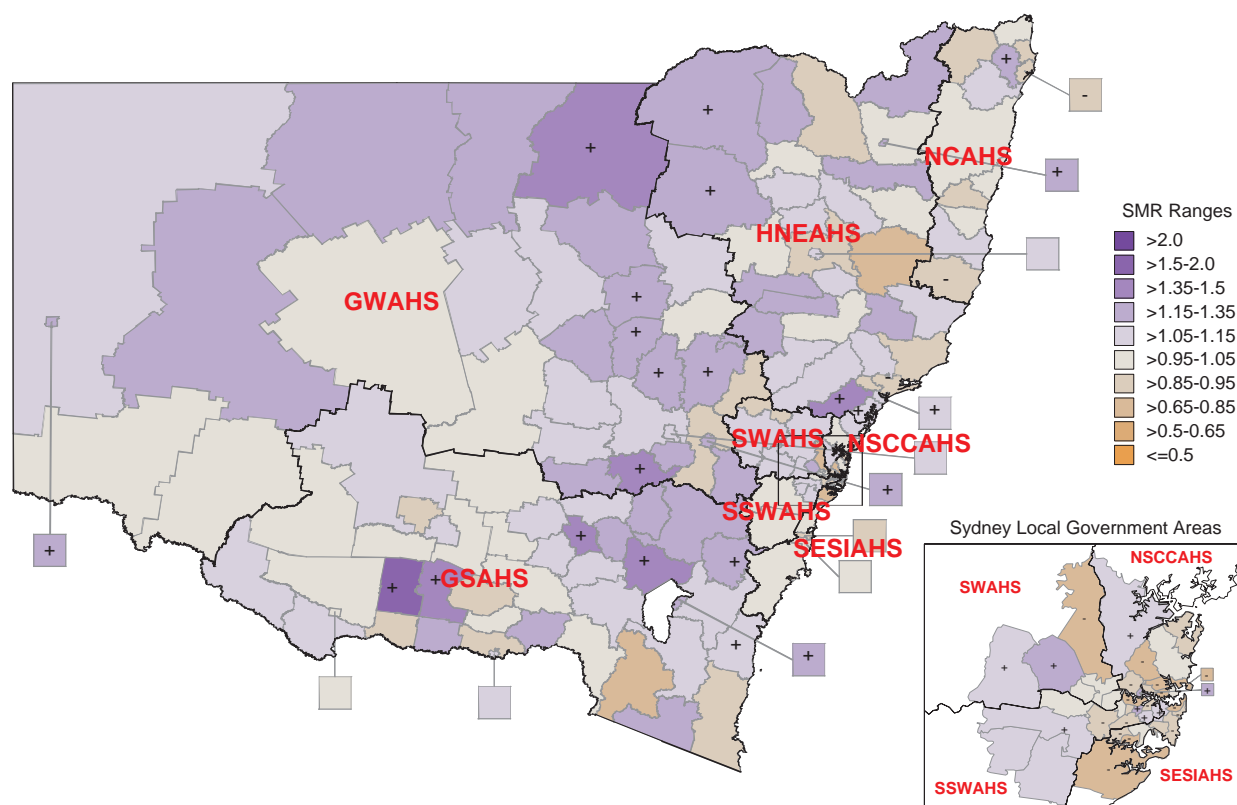 NCAHS
HNEAHS
GWAHS
SWAHS
NSCCAHS
SSWAHS
SESIAHS
GSAHS
SMR Ranges
>2.0
>1.5-2.0
>1.35-1.5
>1.15-1.35
>1.05-1.15
>0.95-1.05
>0.85-0.95
>0.65-0.85
>0.5-0.65
<=0.5
Sydney Local Government Areas
NSCCAHS
SWAHS
SSWAHS
SESIAHS